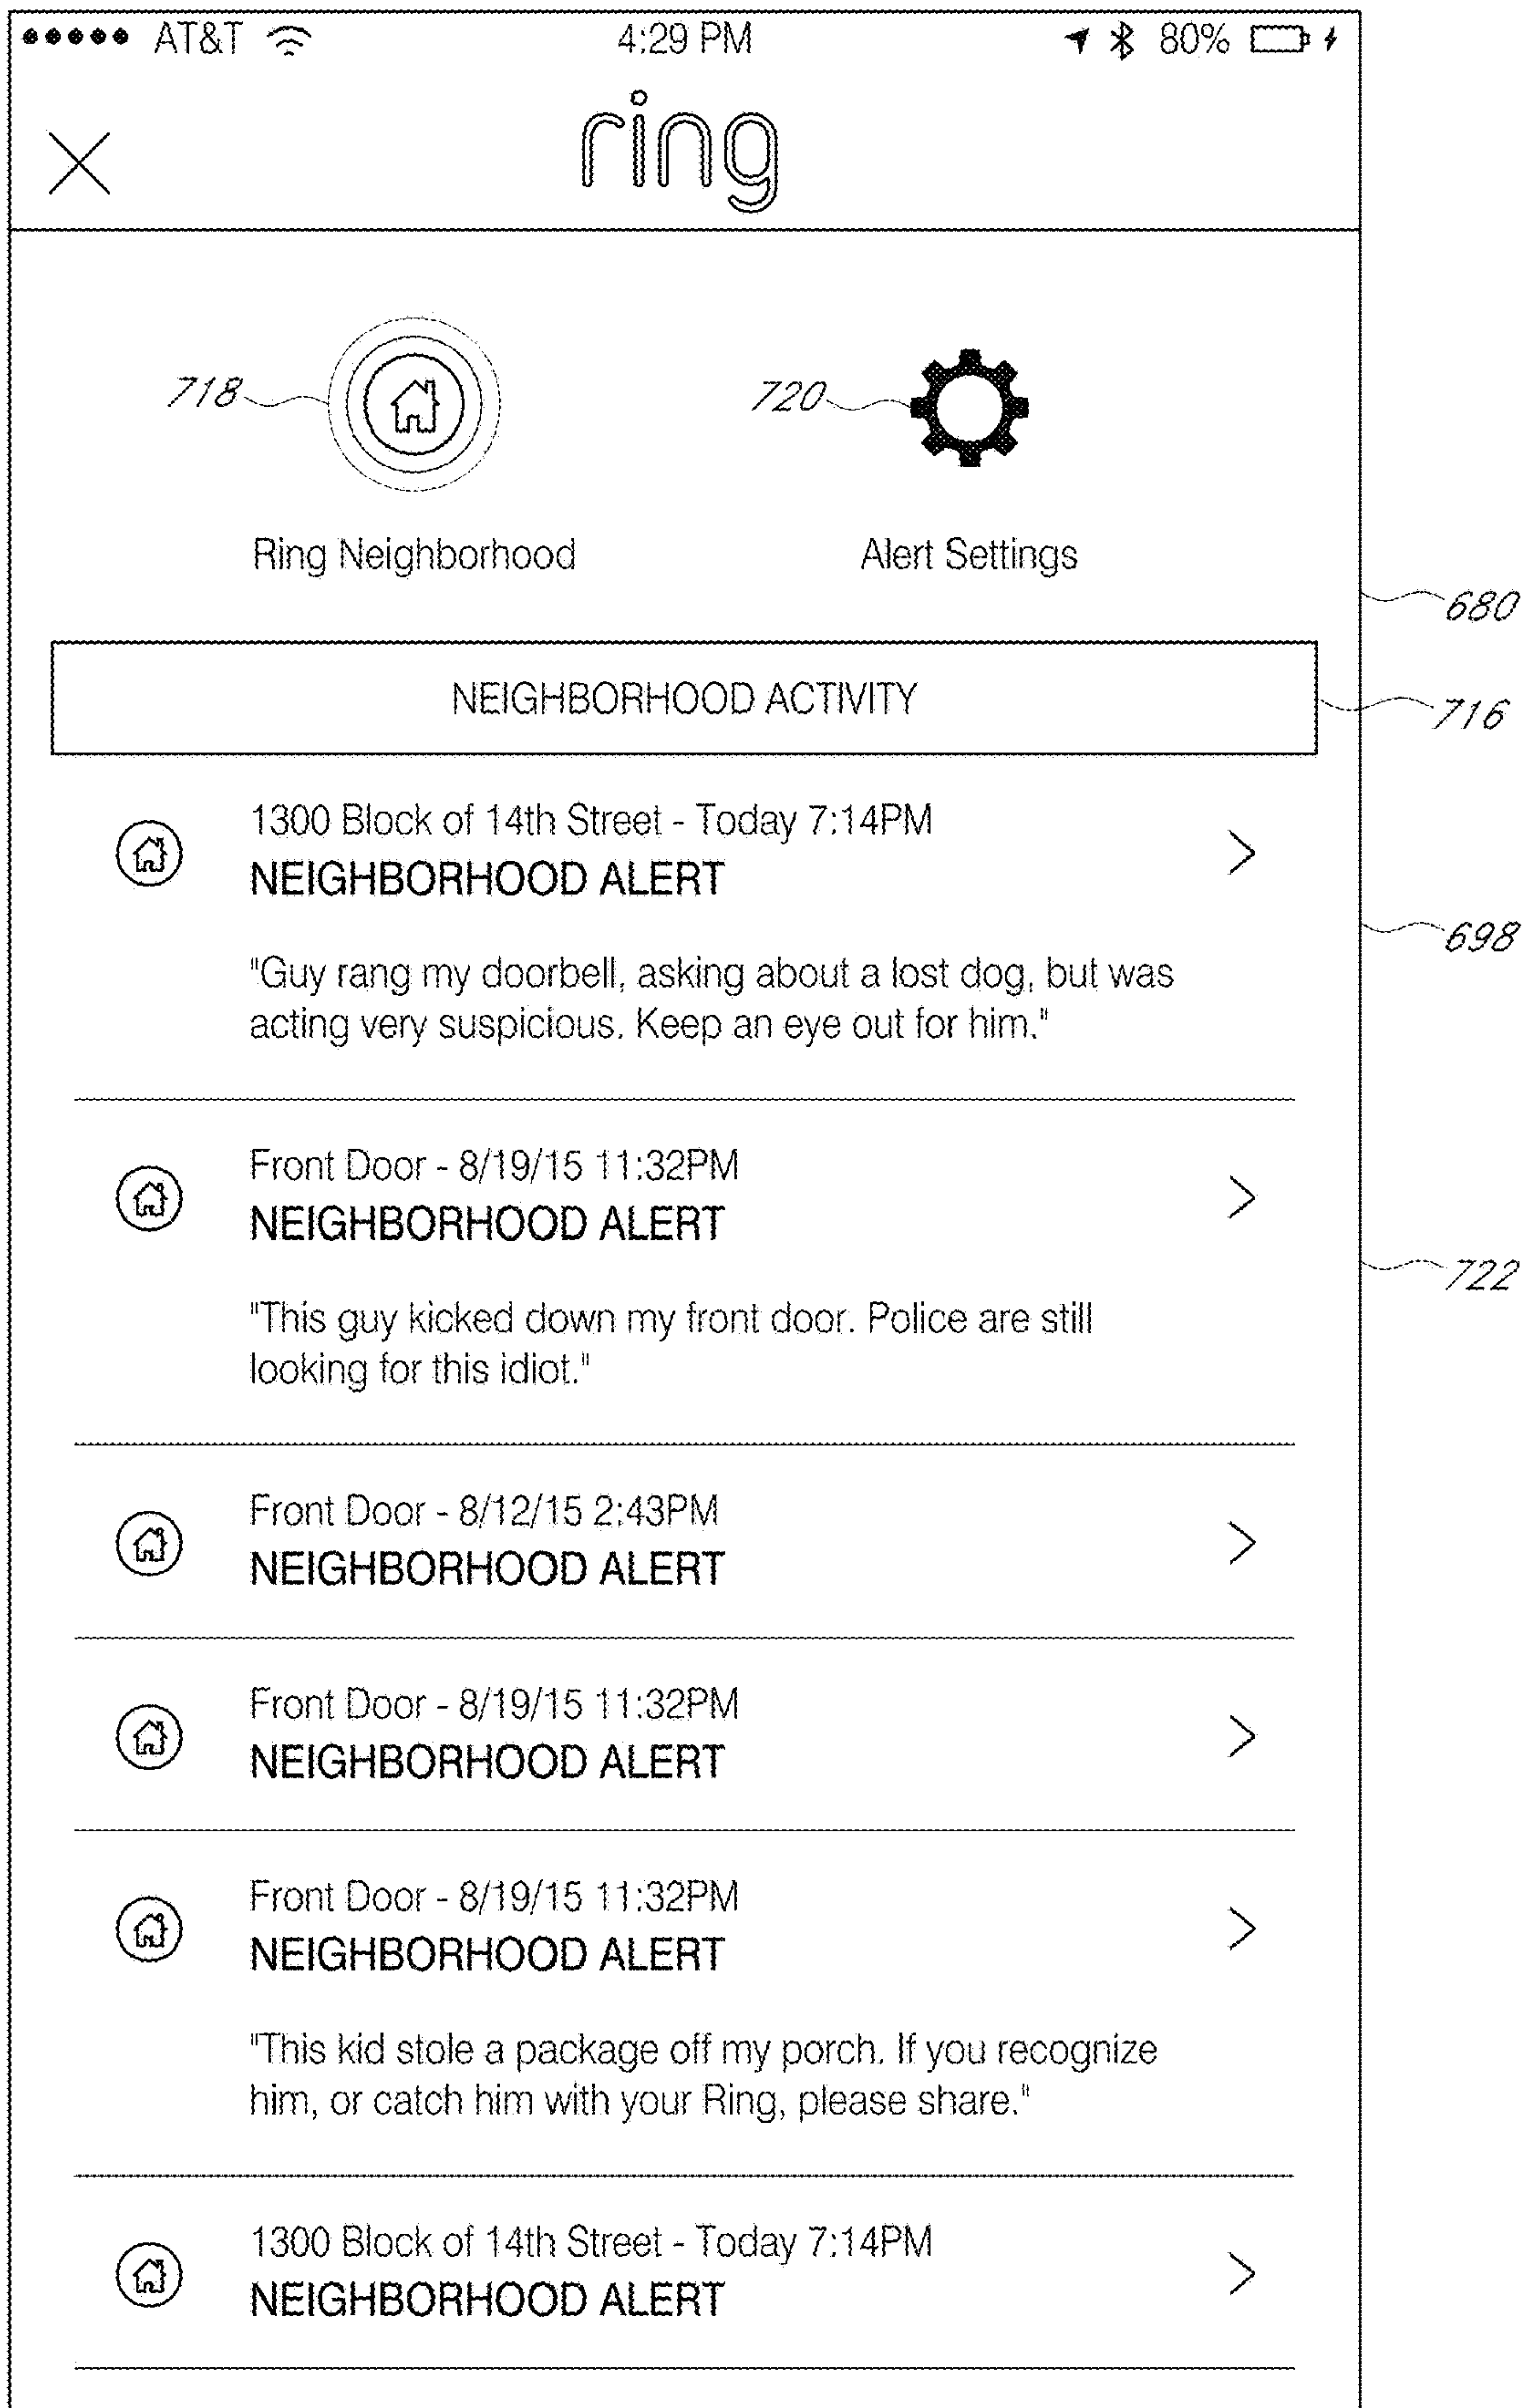 AT&T 4:29 PM 80%
ring
718 720
Ring Neighborhood Alert Settings
680
NEIGHBORHOOD ACTIVITY
716
1300 Block of 14th Street - Today 7:14PM
NEIGHBORHOOD ALERT
698
"Guy rang my doorbell, asking about a lost dog, but was
acting very suspicious. Keep an eye out for him."
Front Door - 8/19/15 11:32PM
NEIGHBORHOOD ALERT
722
"This guy kicked down my front door. Police are still
looking for this idiot."
Front Door - 8/12/15 2:43PM
NEIGHBORHOOD ALERT
Front Door - 8/19/15 11:32PM
NEIGHBORHOOD ALERT
Front Door - 8/19/15 11:32PM
NEIGHBORHOOD ALERT
"This kid stole a package off my porch. If you recognize
him, or catch him with your Ring, please share."
1300 Block of 14th Street - Today 7:14PM
NEIGHBORHOOD ALERT